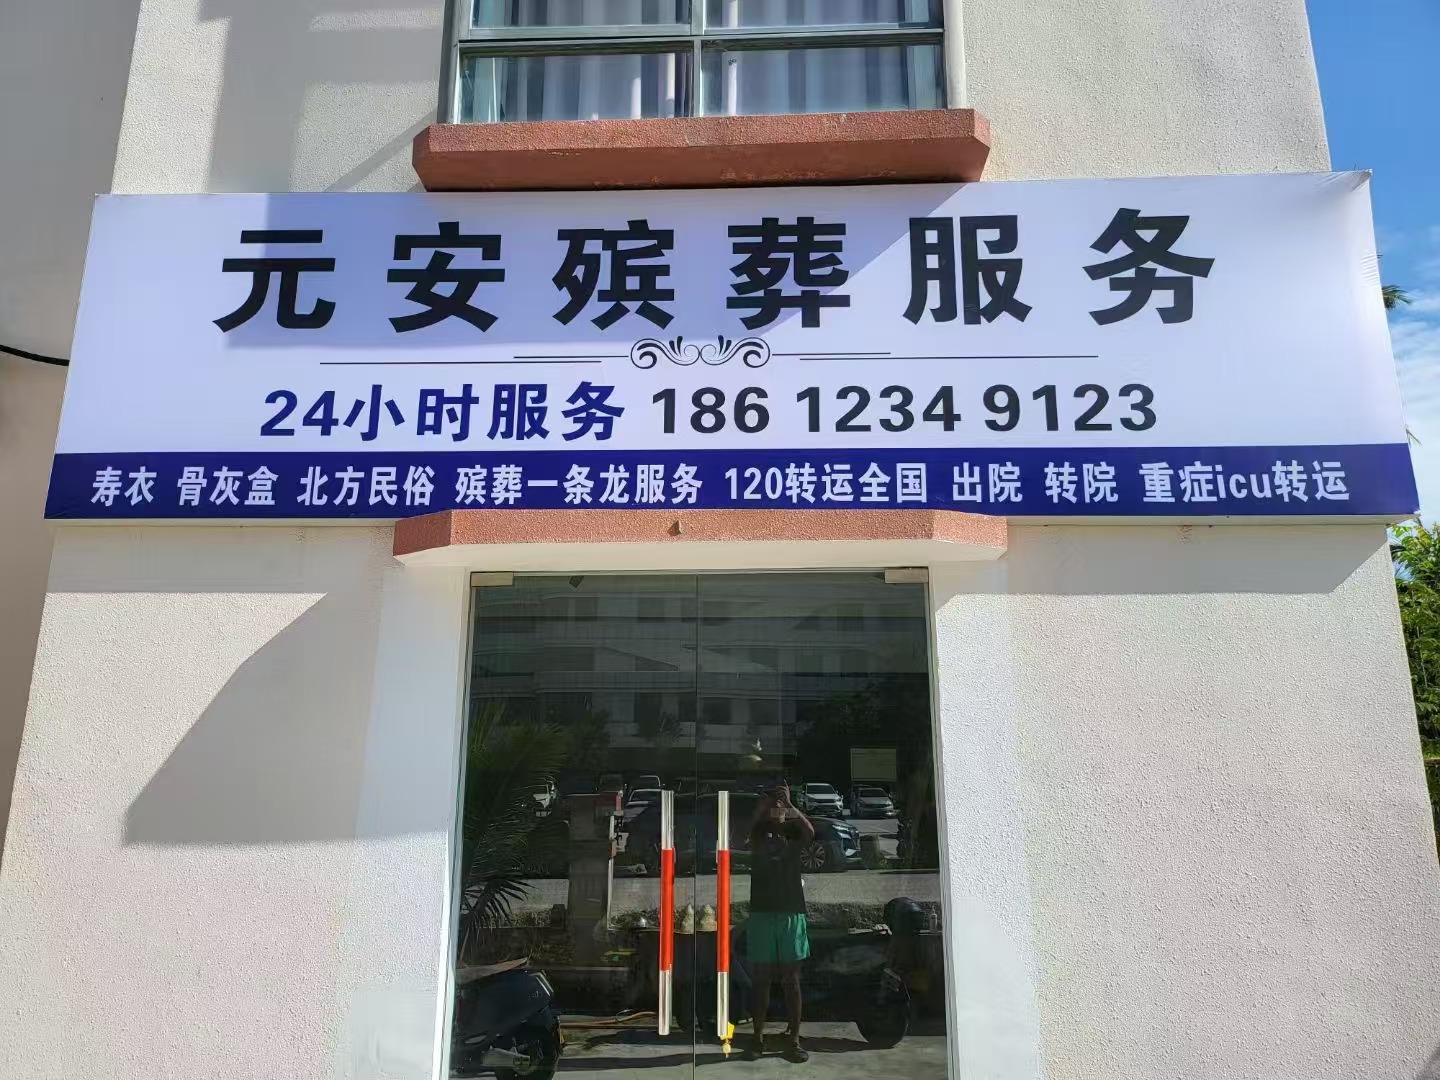 元安殡葬服务
24小时服务 186 1234 9123
寿衣 骨灰盒 北方民俗 殡葬一条龙服务 120转运全国 出院 转院 重症icu转运